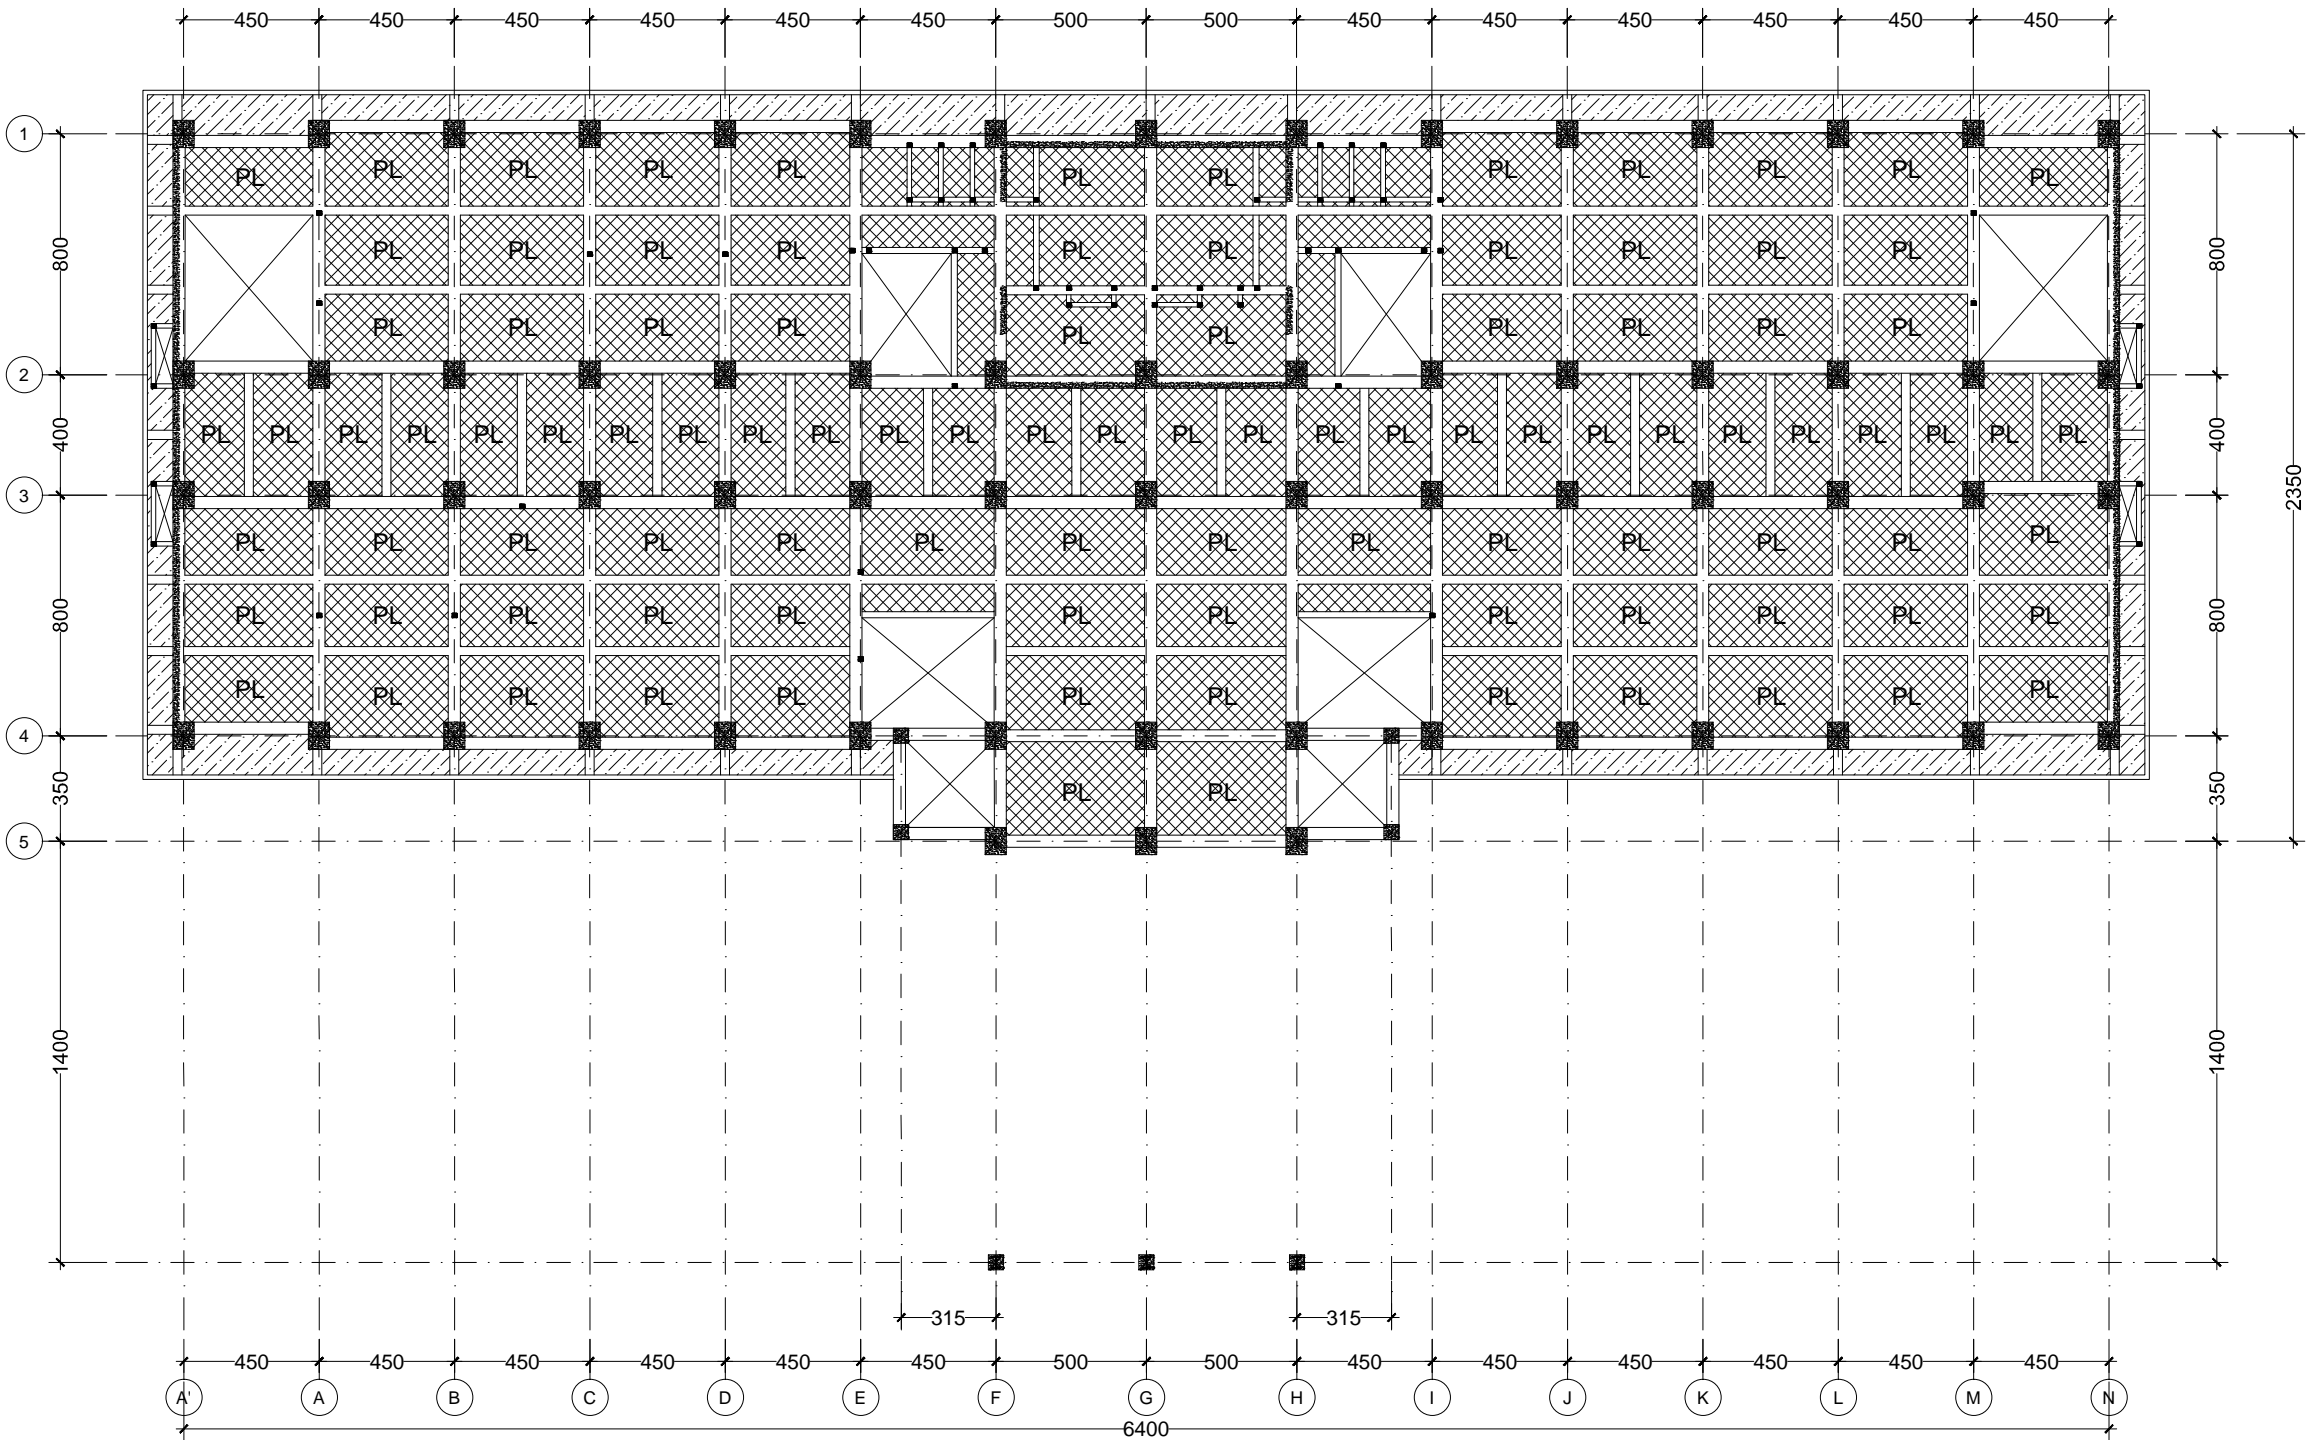 450 450 450 450 450 450 500 500 450 450 450 450 450 450
1
PL PL PL PL PL PL PL PL PL PL PL PL
800 PL PL PL PL PL PL PL PL PL PL 800
PL PL PL PL PL PL PL PL PL PL
2
400 PL PL PL PL PL PL PL PL PL PL PL PL PL PL PL PL PL PL PL PL PL PL PL PL PL PL PL PL 400
3 2350
PL PL PL PL PL PL PL PL PL PL PL PL PL PL
800 PL PL PL PL PL PL PL PL PL PL PL PL 800
PL PL PL PL PL PL PL PL PL PL PL PL
4
350 PL PL 350
5
1400 1400
315 315
450 450 450 450 450 450 500 500 450 450 450 450 450 450
A' A B C D E F G H I J K L M N
6400